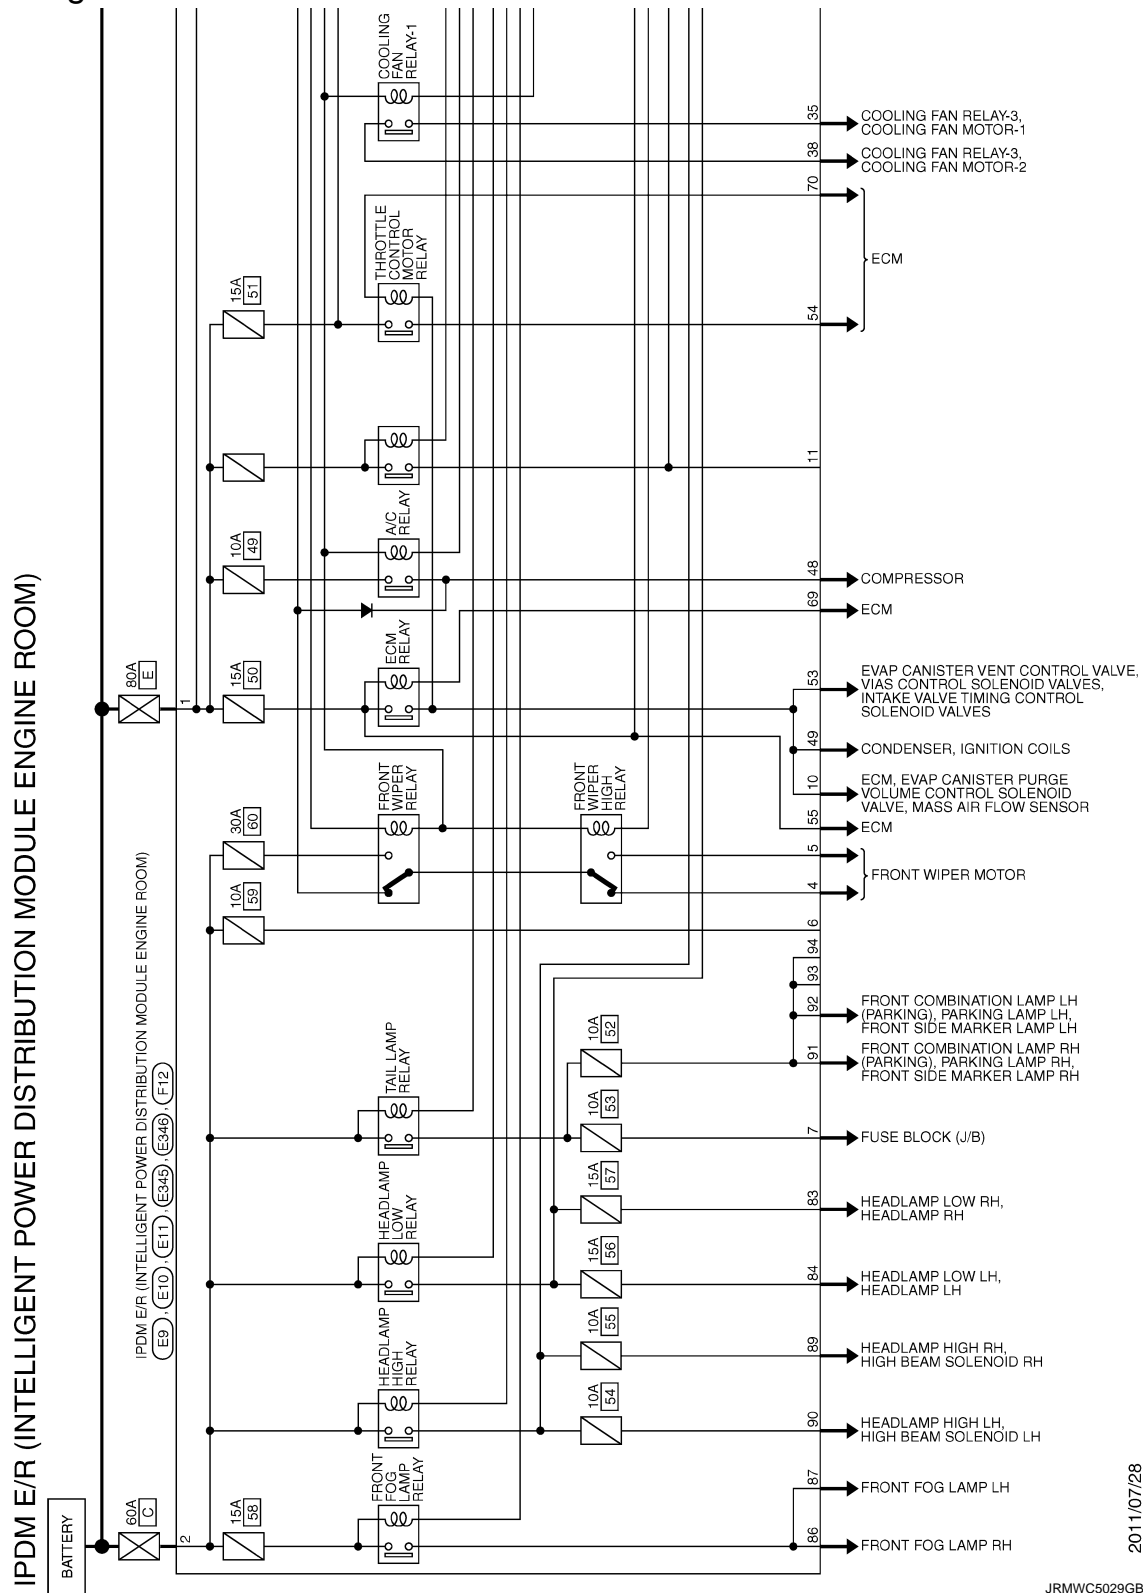 IPDM E/R (INTELLIGENT POWER DISTRIBUTION MODULE ENGINE ROOM)
BATTERY
60A
C
80A
E
2
1
IPDM E/R (INTELLIGENT POWER DISTRIBUTION MODULE ENGINE ROOM)
E9 , E10 , E11 , E345 , E346 , F12
15A
58
10A
59
30A
60
15A
50
10A
49
15A
51
FRONT
FOG
LAMP
RELAY
HEADLAMP
HIGH
RELAY
HEADLAMP
LOW
RELAY
TAIL LAMP
RELAY
FRONT
WIPER
RELAY
ECM
RELAY
A/C
RELAY
THROTTLE
CONTROL
MOTOR
RELAY
COOLING
FAN
RELAY-1
FRONT
WIPER
HIGH
RELAY
10A
54
10A
55
15A
56
15A
57
10A
53
10A
52
35
COOLING FAN RELAY-3,
COOLING FAN MOTOR-1
38
COOLING FAN RELAY-3,
COOLING FAN MOTOR-2
70
ECM
54
11
48
COMPRESSOR
69
ECM
53
EVAP CANISTER VENT CONTROL VALVE,
VIAS CONTROL SOLENOID VALVES,
INTAKE VALVE TIMING CONTROL
SOLENOID VALVES
49
CONDENSER, IGNITION COILS
10
ECM, EVAP CANISTER PURGE
VOLUME CONTROL SOLENOID
VALVE, MASS AIR FLOW SENSOR
55
ECM
5
FRONT WIPER MOTOR
4
6
94
93
92
FRONT COMBINATION LAMP LH
(PARKING), PARKING LAMP LH,
FRONT SIDE MARKER LAMP LH
91
FRONT COMBINATION LAMP RH
(PARKING), PARKING LAMP RH,
FRONT SIDE MARKER LAMP RH
7
FUSE BLOCK (J/B)
83
HEADLAMP LOW RH,
HEADLAMP RH
84
HEADLAMP LOW LH,
HEADLAMP LH
89
HEADLAMP HIGH RH,
HIGH BEAM SOLENOID RH
90
HEADLAMP HIGH LH,
HIGH BEAM SOLENOID LH
87
FRONT FOG LAMP LH
86
FRONT FOG LAMP RH
2011/07/28
JRMWC5029GB